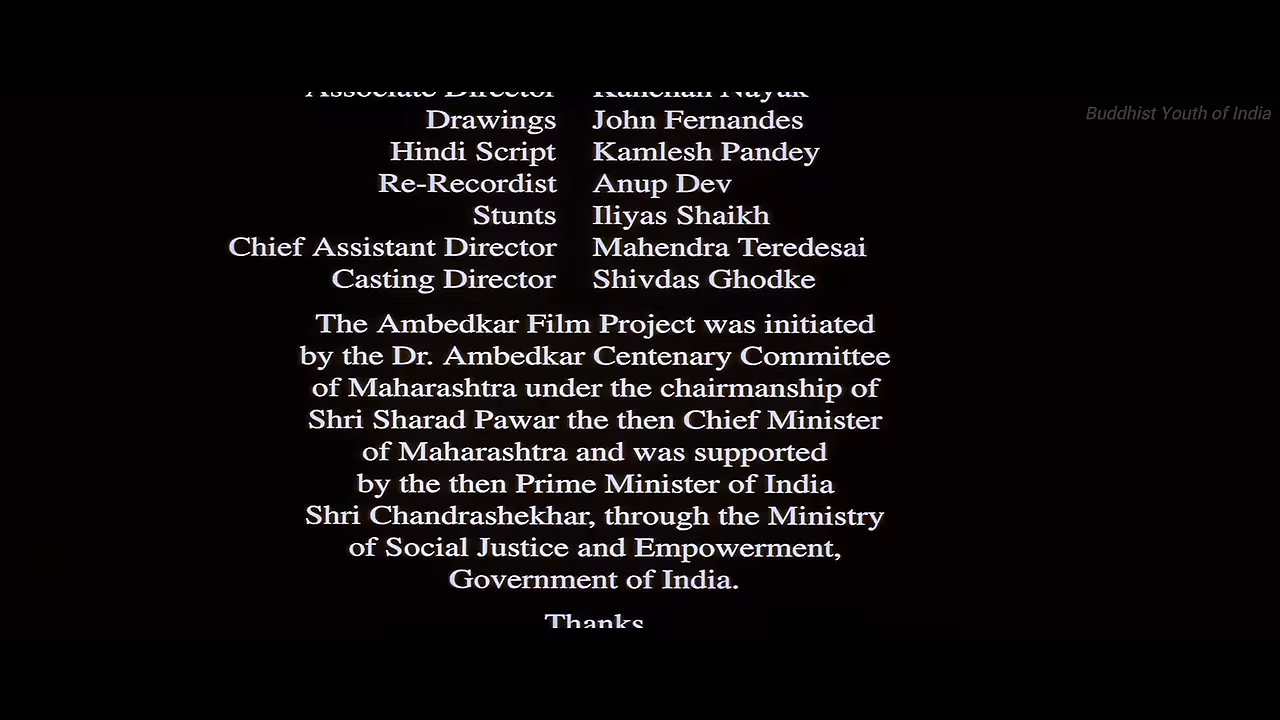 Associate Director Kanchan Nayak
Buddhist Youth of India
Drawings John Fernandes
Hindi Script Kamlesh Pandey
Re-Recordist Anup Dev
Stunts Iliyas Shaikh
Chief Assistant Director Mahendra Teredesai
Casting Director Shivdas Ghodke
The Ambedkar Film Project was initiated
by the Dr. Ambedkar Centenary Committee
of Maharashtra under the chairmanship of
Shri Sharad Pawar the then Chief Minister
of Maharashtra and was supported
by the then Prime Minister of India
Shri Chandrashekhar, through the Ministry
of Social Justice and Empowerment,
Government of India.
Thanks